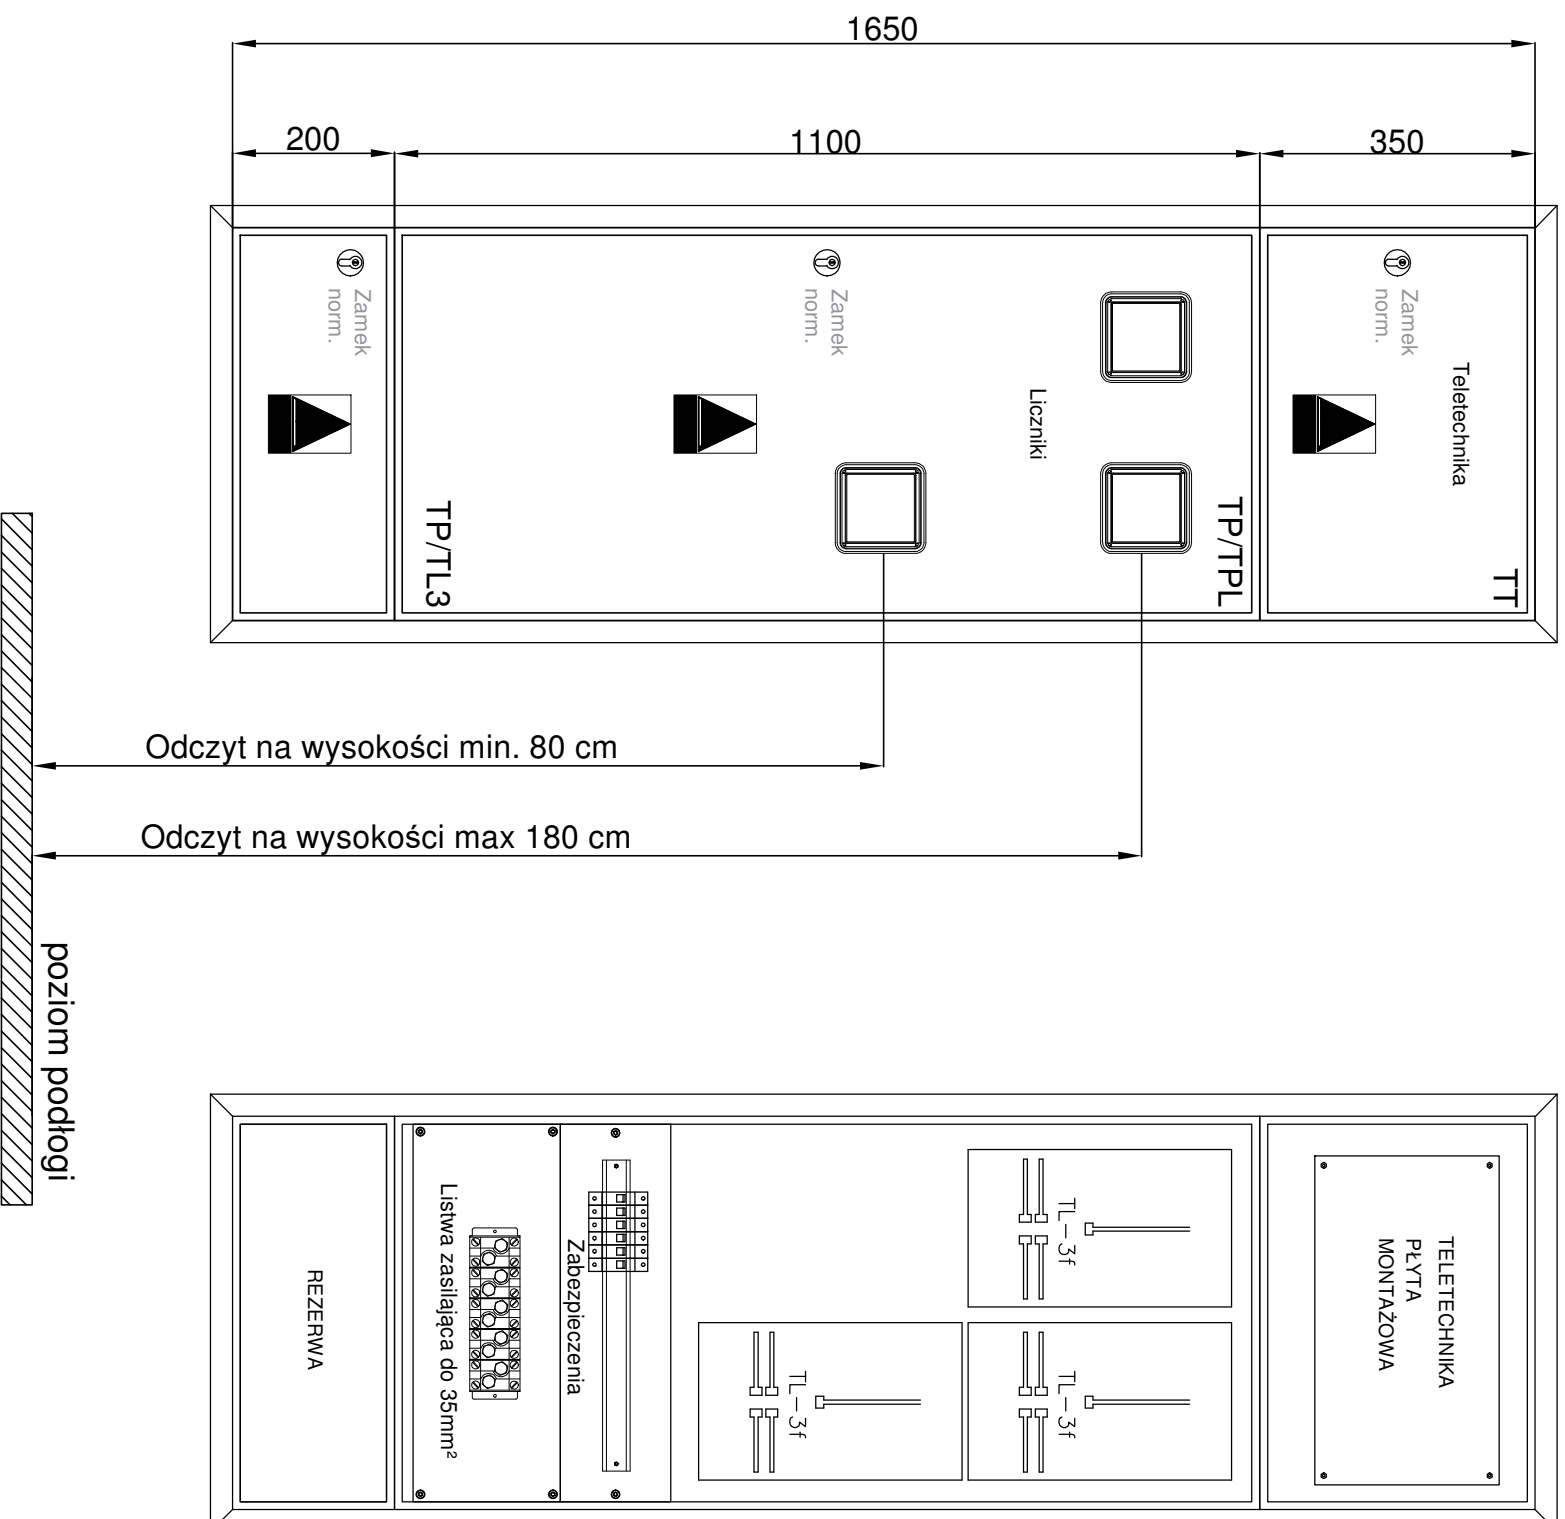 1650
200
1100
350
Zamek
norm.
Zamek
norm.
Zamek
norm.
Teletechnika
Liczniki
TT
TP/TPL
TP/TL3
Odczyt na wysokości min. 80 cm
Odczyt na wysokości max 180 cm
poziom podłogi
TELETECHNIKA
PŁYTA
MONTAŻOWA
TL-3f
TL-3f
TL-3f
Zabezpieczenia
Listwa zasilająca do 35mm²
REZERWA